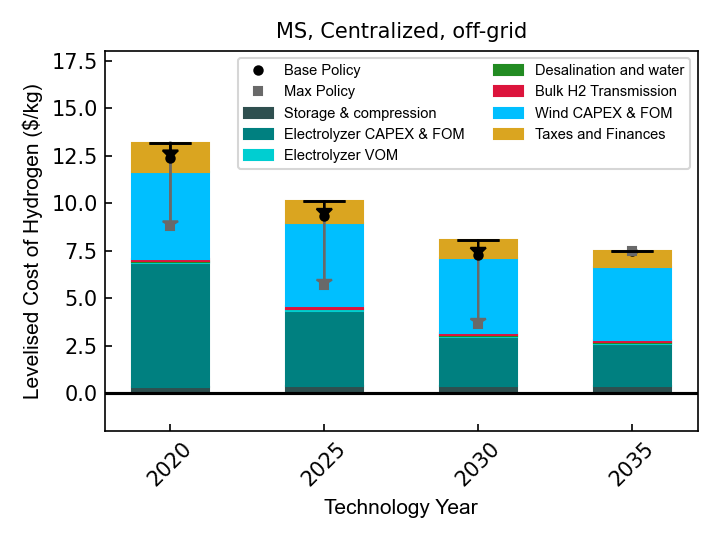 MS, Centralized, off-grid
Levelised Cost of Hydrogen ($/kg)
17.5
15.0
12.5
10.0
7.5
5.0
2.5
0.0
Base Policy
Max Policy
Storage & compression
Electrolyzer CAPEX & FOM
Electrolyzer VOM
Desalination and water
Bulk H2 Transmission
Wind CAPEX & FOM
Taxes and Finances
2020
2025
2030
2035
Technology Year